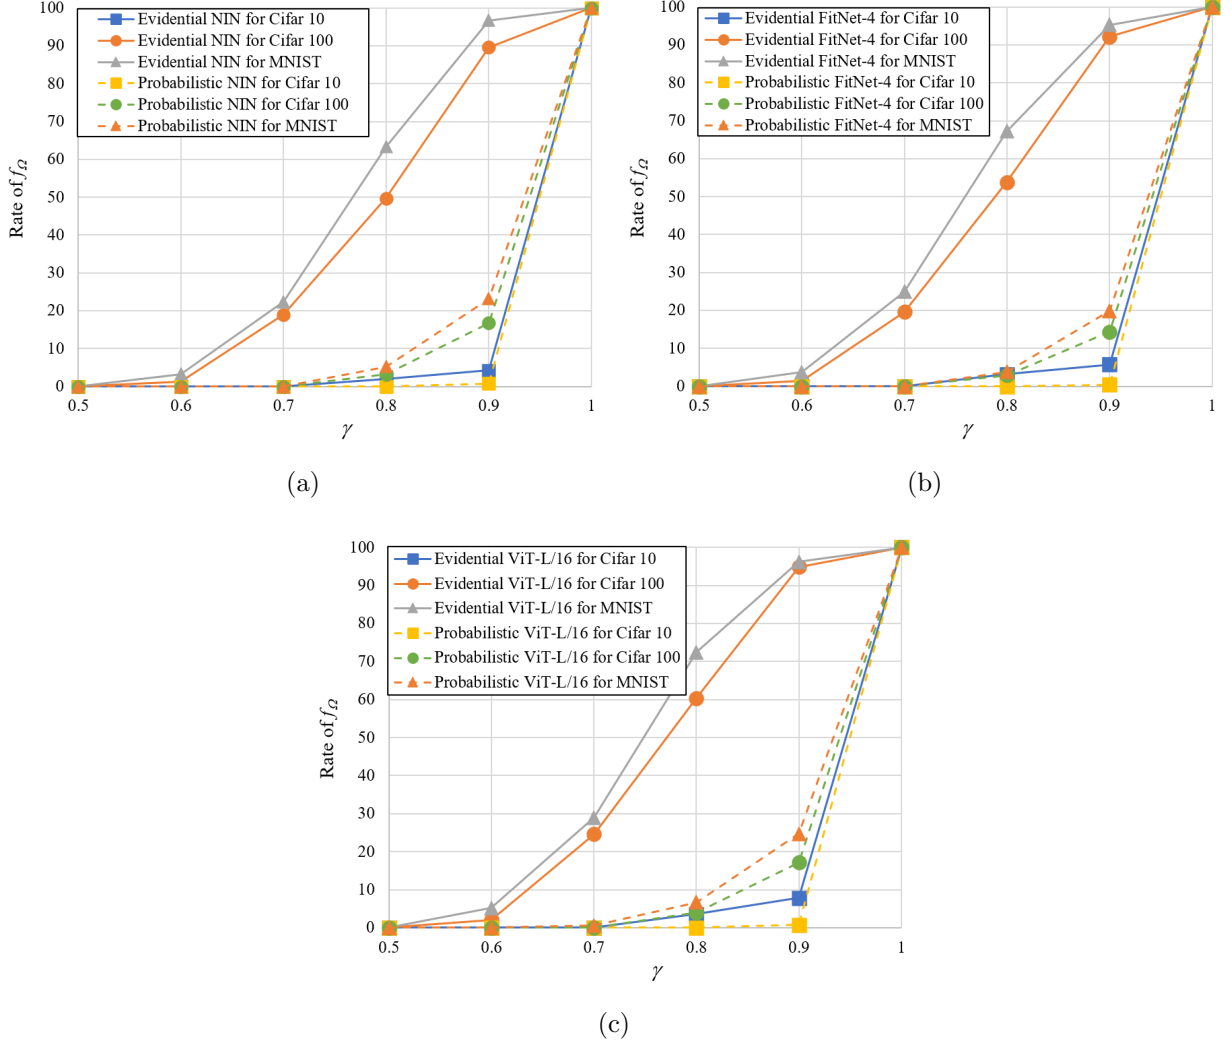 Evidential NIN for Cifar 10
Evidential NIN for Cifar 100
Evidential NIN for MNIST
Probabilistic NIN for Cifar 10
Probabilistic NIN for Cifar 100
Probabilistic NIN for MNIST
100
90
80
70
60
50
40
30
20
10
0
Rate of fΩ
0.5 0.6 0.7 0.8 0.9 1
γ
(a)
Evidential FitNet-4 for Cifar 10
Evidential FitNet-4 for Cifar 100
Evidential FitNet-4 for MNIST
Probabilistic FitNet-4 for Cifar 10
Probabilistic FitNet-4 for Cifar 100
Probabilistic FitNet-4 for MNIST
100
90
80
70
60
50
40
30
20
10
0
Rate of fΩ
0.5 0.6 0.7 0.8 0.9 1
γ
(b)
Evidential ViT-L/16 for Cifar 10
Evidential ViT-L/16 for Cifar 100
Evidential ViT-L/16 for MNIST
Probabilistic ViT-L/16 for Cifar 10
Probabilistic ViT-L/16 for Cifar 100
Probabilistic ViT-L/16 for MNIST
100
90
80
70
60
50
40
30
20
10
0
Rate of fΩ
0.5 0.6 0.7 0.8 0.9 1
γ
(c)